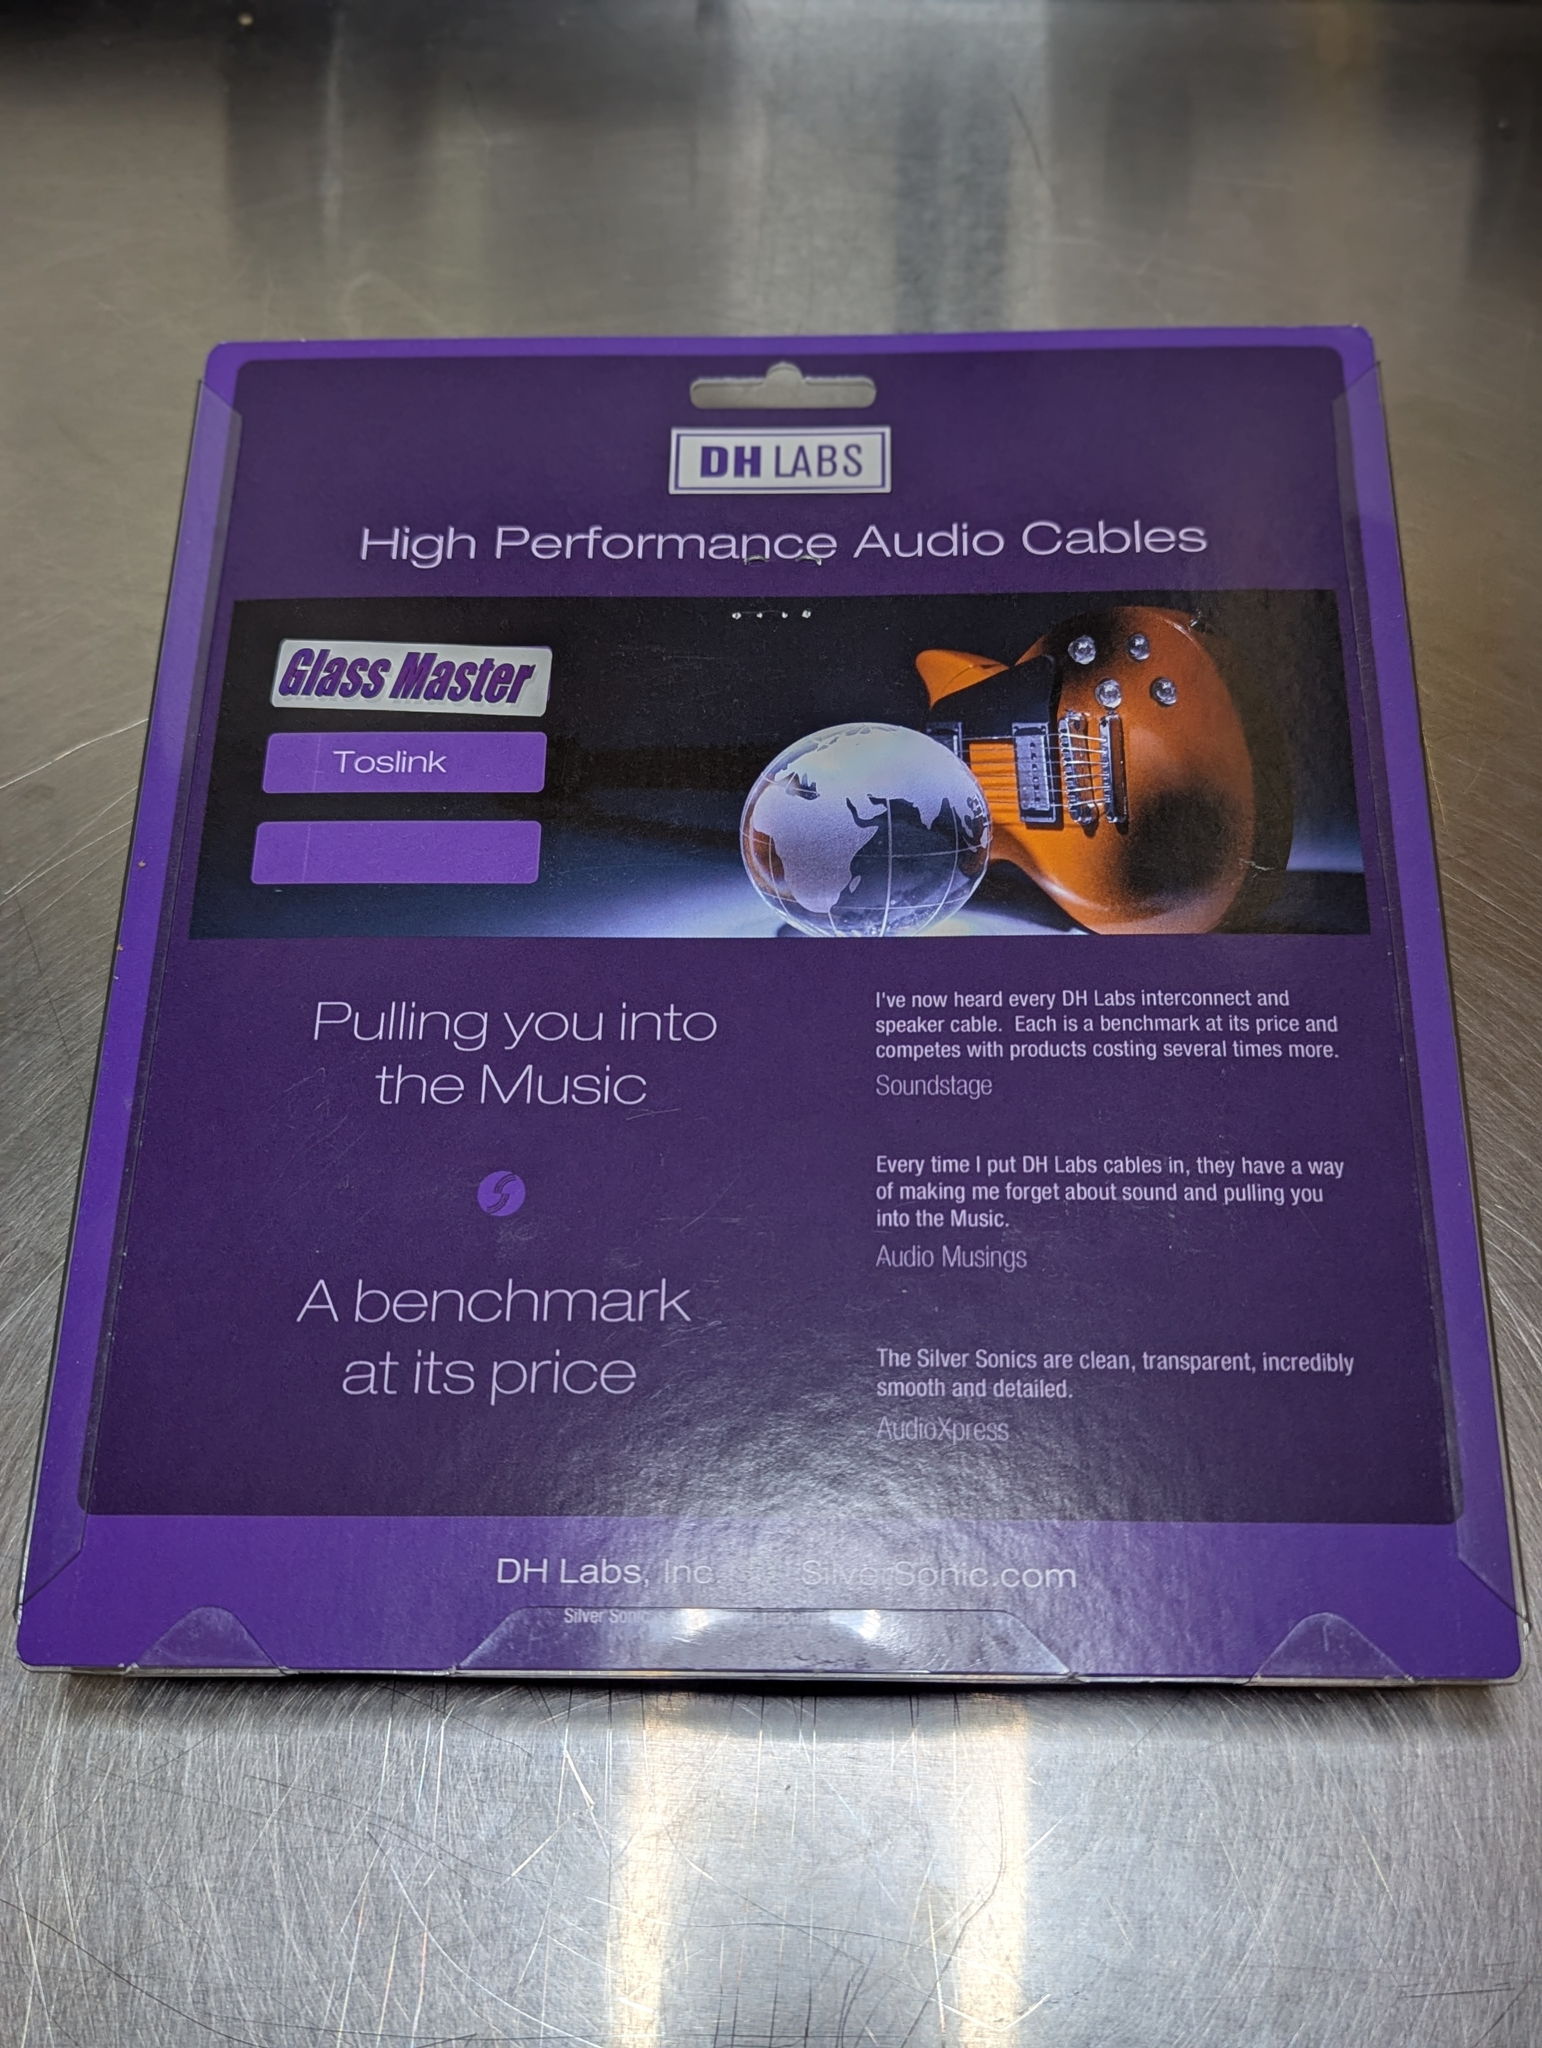 DH LABS
High Performance Audio Cables
Glass Master
Toslink
Pulling you into
the Music
A benchmark
at its price
I've now heard every DH Labs interconnect and
speaker cable. Each is a benchmark at its price and
competes with products costing several times more.
Soundstage
Every time I put DH Labs cables in, they have a way
of making me forget about sound and pulling you
into the Music.
Audio Musings
The Silver Sonics are clean, transparent, incredibly
smooth and detailed.
AudioXpress
DH Labs, Inc. SilverSonic.com
Silver Sonic